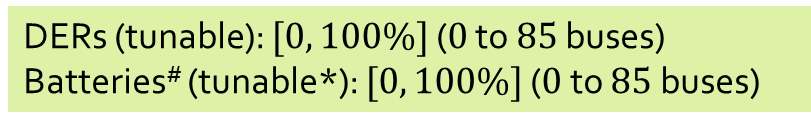 DERs (tunable): [0, 100%] (0 to 85 buses)
Batteries# (tunable*): [0, 100%] (0 to 85 buses)